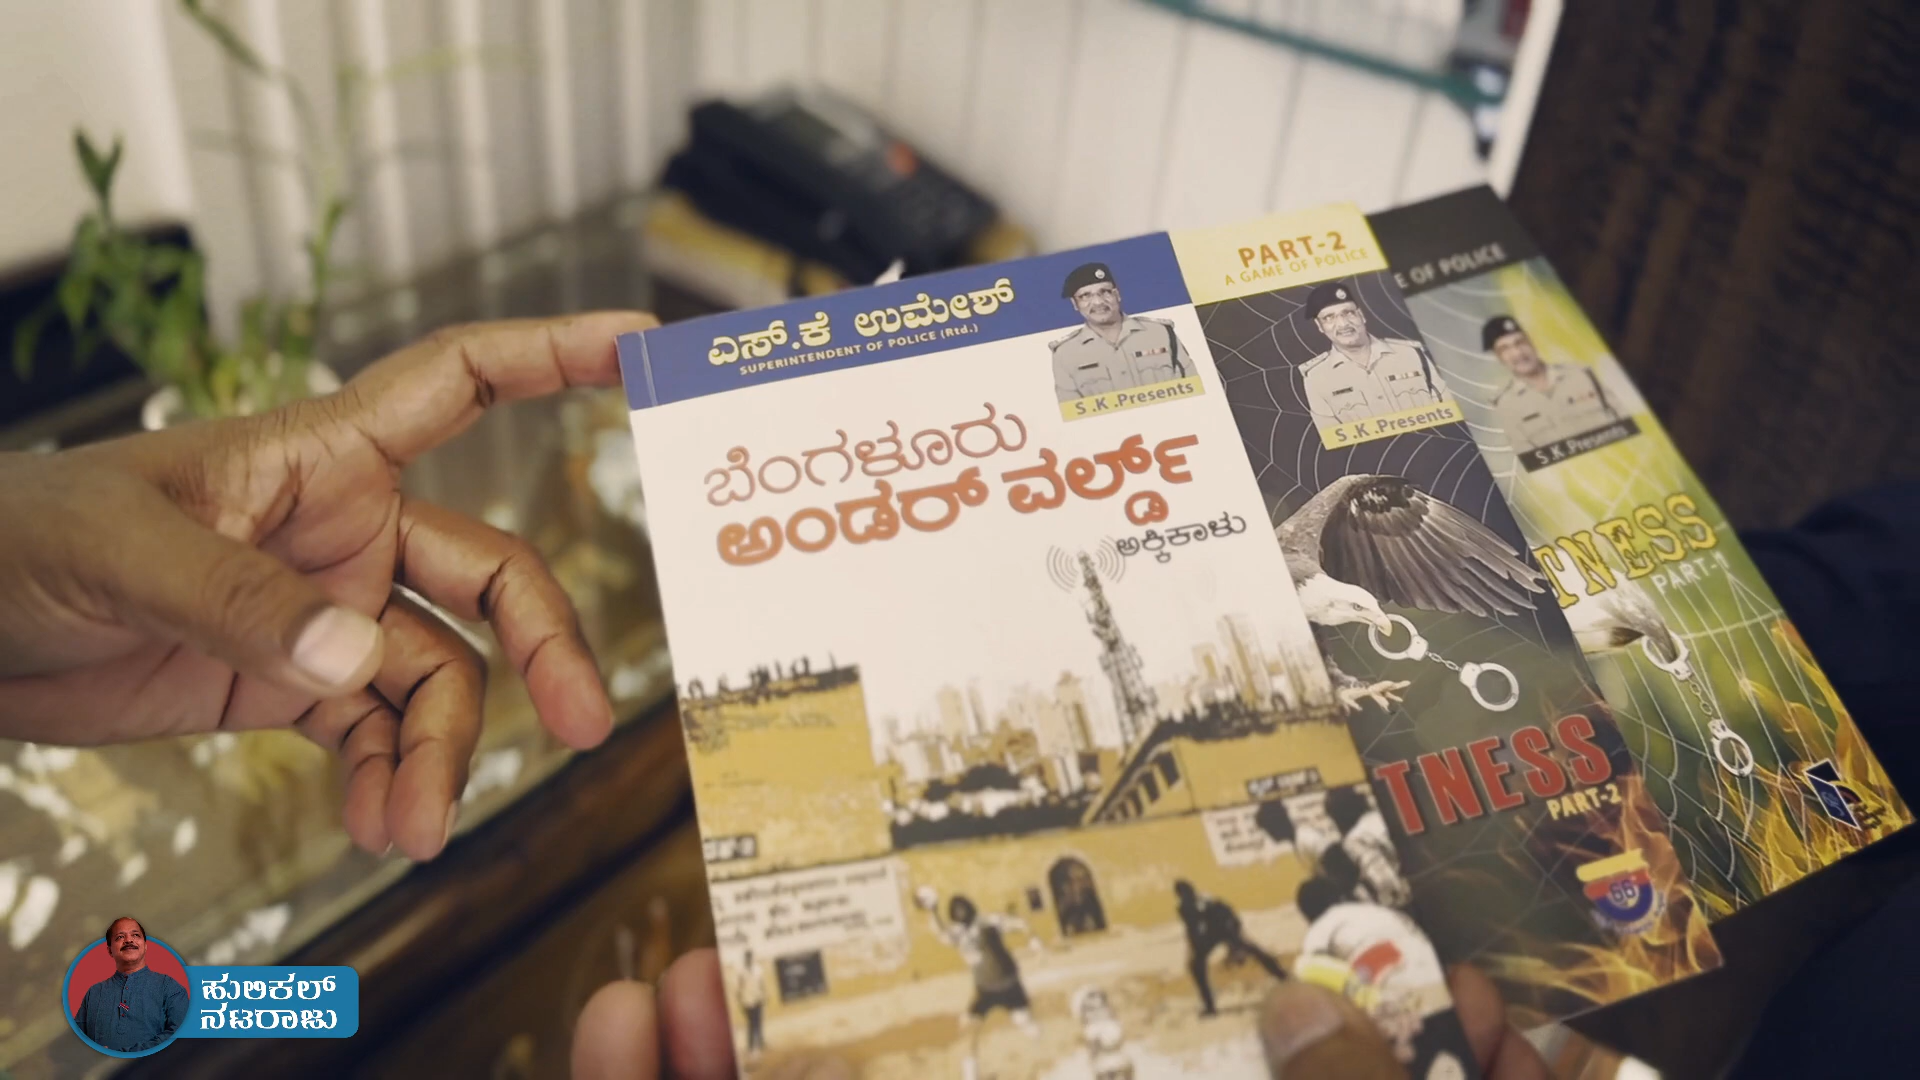 ಎಸ್.ಕೆ ಉಮೇಶ್
SUPERINTENDENT OF POLICE (Rtd.)
S .K .Presents
ಬೆಂಗಳೂರು
ಅಂಡರ್ ವರ್ಲ್ಡ್
ಅಕ್ಕಿಕಾಳು
PART-2
A GAME OF POLICE
S .K .Presents
TNESS
PART-2
66
E OF POLICE
S .K .Presents
TNESS
PART-1
ಹುಲಿಕಲ್
ನಟರಾಜು